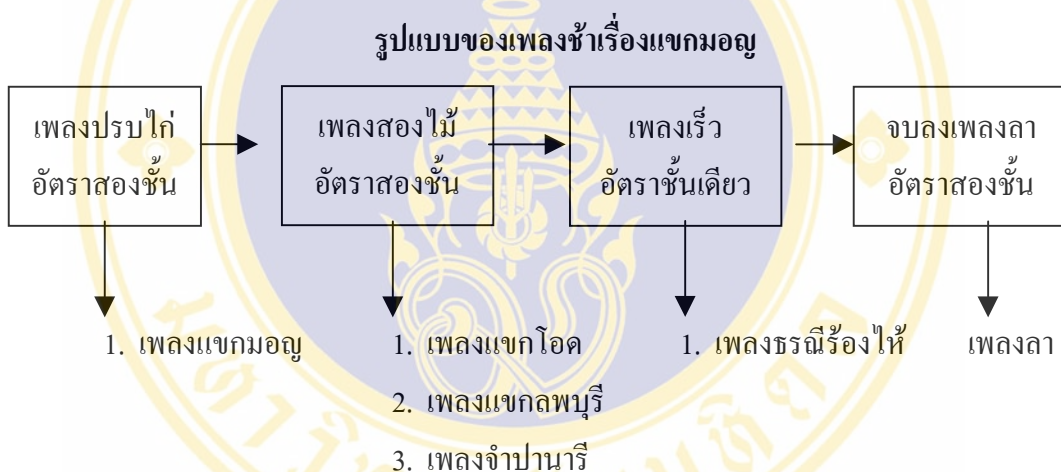 รูปแบบของเพลงช้าเรื่องแขกมอญ
เพลงปรบไก่
อัตราสองชั้น
เพลงสองไม้
อัตราสองชั้น
เพลงเร็ว
อัตราชั้นเดียว
จบลงเพลงลา
อัตราสองชั้น
1. เพลงแขกมอญ
1. เพลงแขกโอด
2. เพลงแขกลพบุรี
3. เพลงจำปานารี
1. เพลงธรณีร้องไห้
เพลงลา